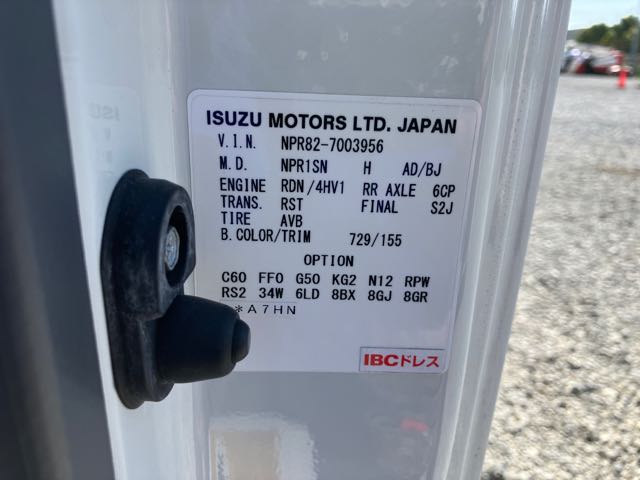 ISUZU MOTORS LTD. JAPAN
V.I.N. NPR82-7003956
M.D. NPR1SN H AD/BJ
ENGINE RDN/4HV1 RR AXLE 6CP
TRANS. RST FINAL S2J
TIRE AVB
B.COLOR/TRIM 729/155
OPTION
C60 FF0 G50 KG2 N12 RPW
RS2 34W 6LD 8BX 8GJ 8GR
*A7HN
IBCドレス